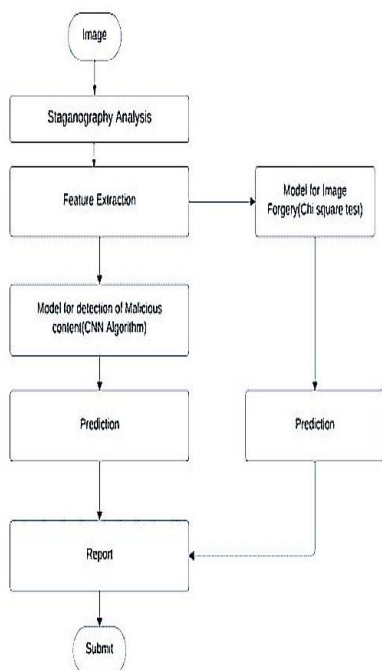 Image
Staganography Analysis
Feature Extraction
Model for Image
Forgery(Chi square test)
Model for detection of Malicious
content(CNN Algorithm)
Prediction
Prediction
Report
Submit